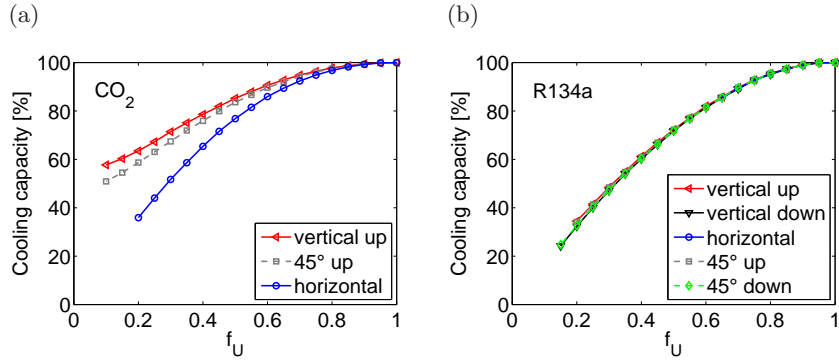 (a)
Cooling capacity [%]
100
80
60
40
20
0
CO2
vertical up
45° up
horizontal
0 0.2 0.4 0.6 0.8 1
fU
(b)
Cooling capacity [%]
100
80
60
40
20
0
R134a
vertical up
vertical down
horizontal
45° up
45° down
0 0.2 0.4 0.6 0.8 1
fU